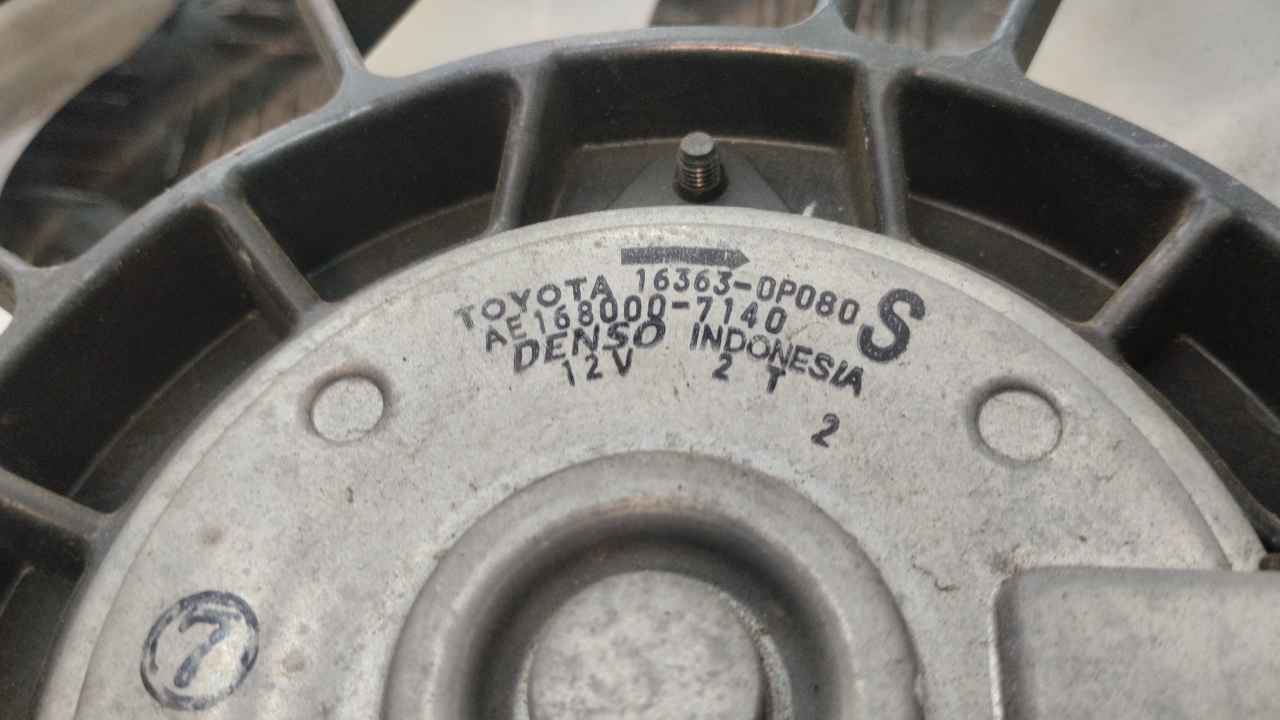 TOYOTA 16363-0P080 S
AE168000-7140
DENSO INDONESIA
12V 2 T
2
7